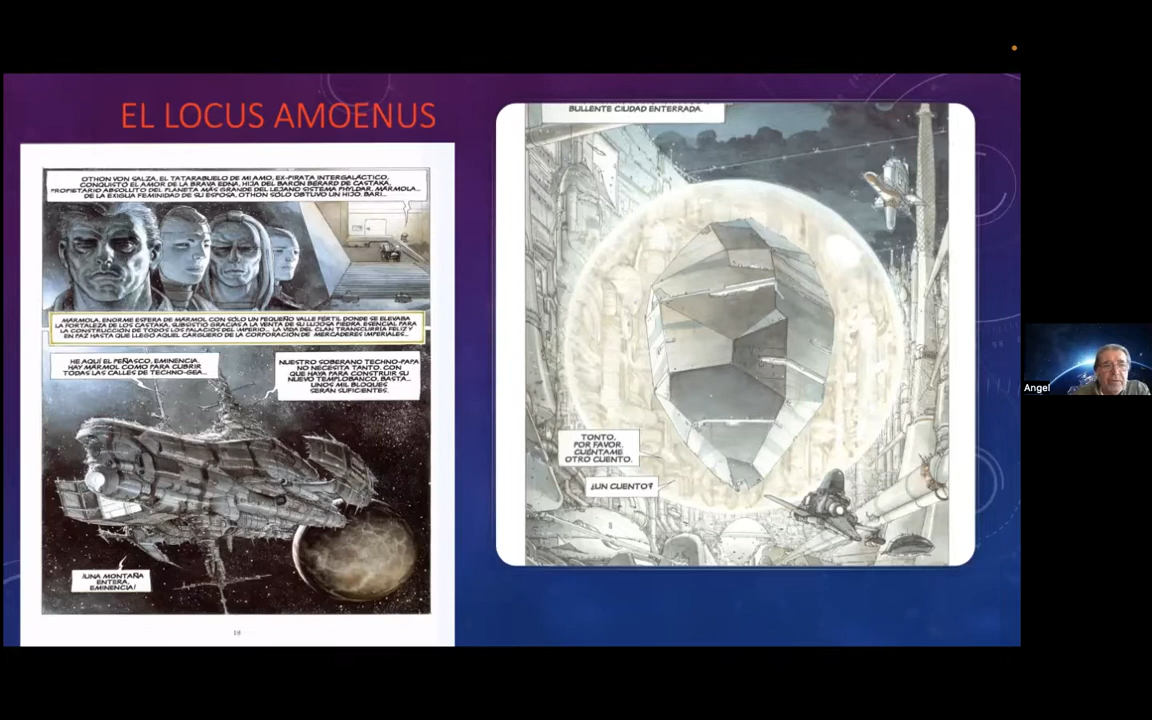 EL LOCUS AMOENUS
OTHON VON SALZA, EL TATARABUELO DE MI AMO, EX-PIRATA INTERGALÁCTICO,
CONQUISTÓ EL AMOR DE LA BRAVA EDNA, HIJA DEL BARÓN BÉRARD DE CASTAKA,
PROPIETARIO ABSOLUTO DEL PLANETA MÁS GRANDE DEL LEJANO SISTEMA PHYLDAR, MÁRMOLA...
DE LA EXIGUA FEMINIDAD DE SU ESPOSA, OTHON SÓLO OBTUVO UN HIJO, BARI...
MÁRMOLA, ENORME ESFERA DE MÁRMOL CON SÓLO UN PEQUEÑO VALLE FÉRTIL DONDE SE ELEVABA
LA FORTALEZA DE LOS CASTAKA, SUBSISTIÓ GRACIAS A LA VENTA DE SU LUJOSA PIEDRA, ESENCIAL PARA
LA CONSTRUCCIÓN DE TODOS LOS PALACIOS DEL IMPERIO... LA VIDA DEL CLAN TRANSCURRÍA FELIZ Y
EN PAZ HASTA QUE LLEGÓ AQUEL CARGUERO DE LA CORPORACIÓN DE MERCADERES IMPERIALES...
HE AQUÍ EL PEÑASCO, EMINENCIA.
HAY MÁRMOL COMO PARA CUBRIR
TODAS LAS CALLES DE TECHNO-GEA...
NUESTRO SOBERANO TECHNO-PAPA
NO NECESITA TANTO. CON
QUE HAYA PARA CONSTRUIR SU
NUEVO TEMPLOBANCO, BASTA...
UNOS MIL BLOQUES
SERÁN SUFICIENTES.
¡UNA MONTAÑA
ENTERA,
EMINENCIA!
18
BULLENTE CIUDAD ENTERRADA.
TONTO,
POR FAVOR,
CUÉNTAME
OTRO CUENTO.
¿UN CUENTO?
8
Angel